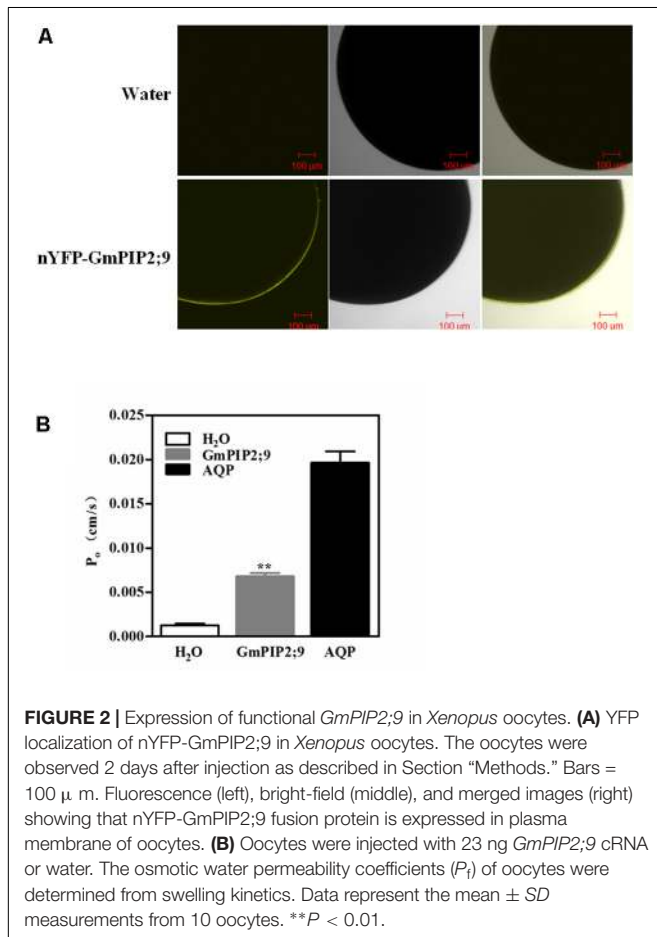 A
Water
100 µm 100 µm 100 µm
nYFP-GmPIP2;9
100 µm 100 µm 100 µm
B
0.025
0.020
0.015
0.010
0.005
0.000
P₀ (cm/s)
H₂O
GmPIP2;9
AQP
**
H₂O GmPIP2;9 AQP
FIGURE 2 | Expression of functional GmPIP2;9 in Xenopus oocytes. (A) YFP
localization of nYFP-GmPIP2;9 in Xenopus oocytes. The oocytes were
observed 2 days after injection as described in Section “Methods.” Bars =
100 μ m. Fluorescence (left), bright-field (middle), and merged images (right)
showing that nYFP-GmPIP2;9 fusion protein is expressed in plasma
membrane of oocytes. (B) Oocytes were injected with 23 ng GmPIP2;9 cRNA
or water. The osmotic water permeability coefficients (Pf) of oocytes were
determined from swelling kinetics. Data represent the mean ± SD
measurements from 10 oocytes. **P < 0.01.